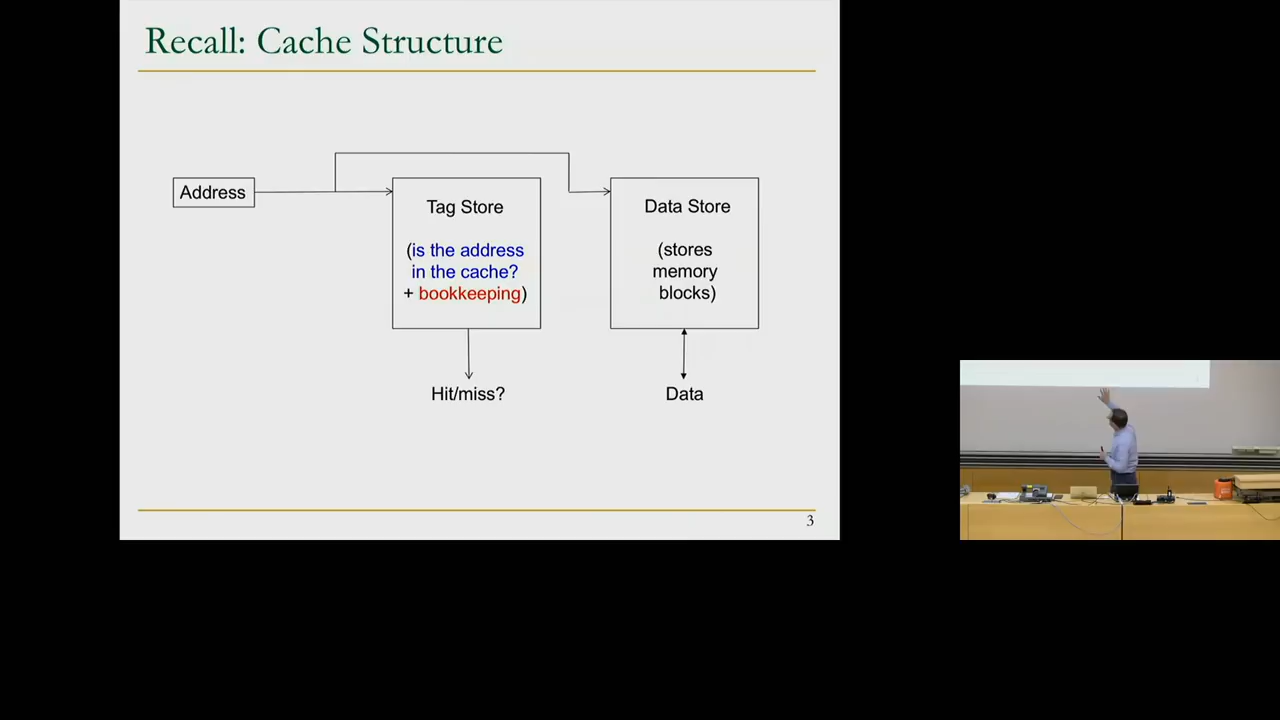 Recall: Cache Structure
Address
Tag Store
(is the address
in the cache?
+ bookkeeping)
Data Store
(stores
memory
blocks)
Hit/miss?
Data
3